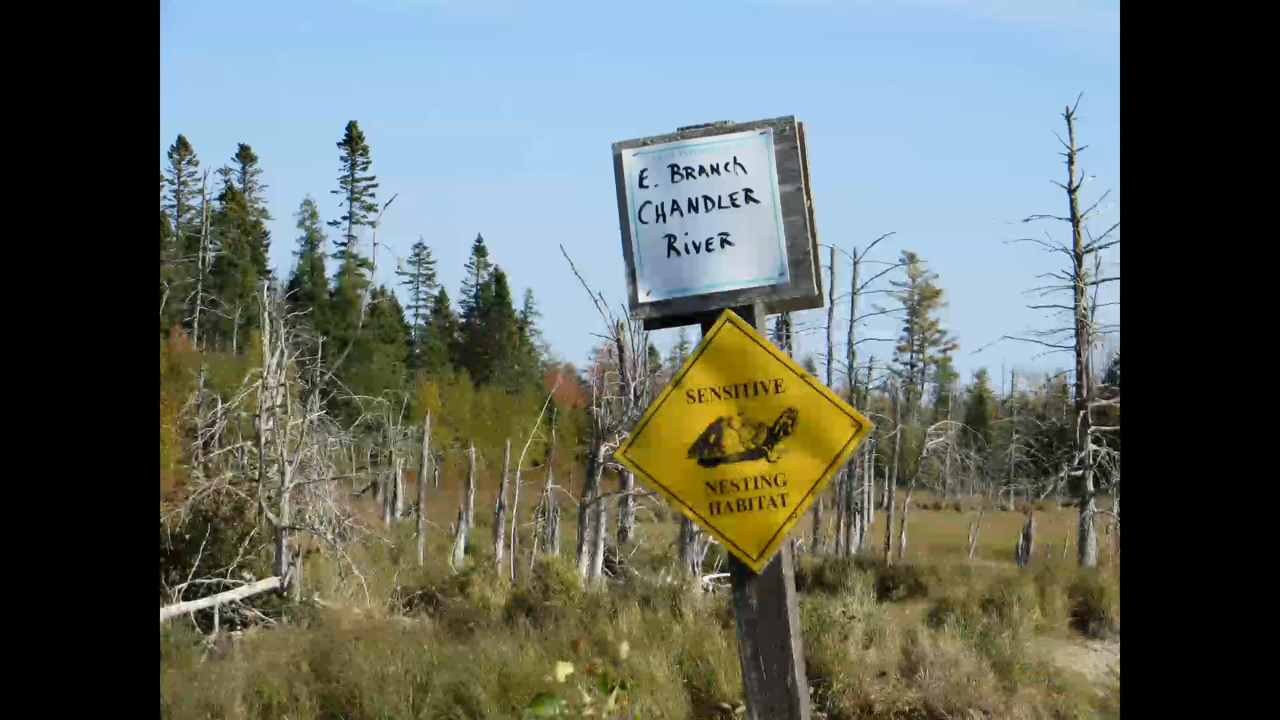 E. BRANCH
CHANDLER
RIVER
SENSITIVE
NESTING
HABITAT